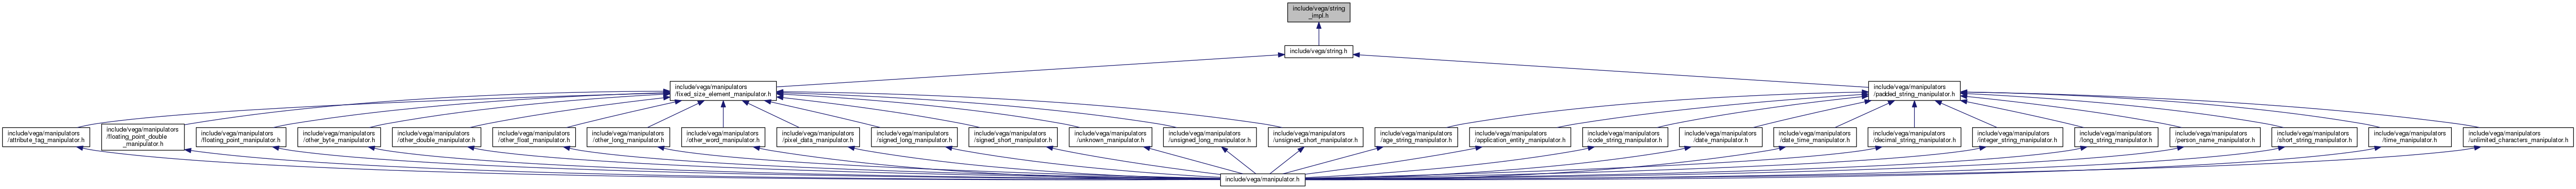 include/vega/string
_impl.h
include/vega/string.h
include/vega/manipulators
/fixed_size_element_manipulator.h
include/vega/manipulators
/padded_string_manipulator.h
include/vega/manipulators
/attribute_tag_manipulator.h
include/vega/manipulators
/floating_point_double
_manipulator.h
include/vega/manipulators
/floating_point_manipulator.h
include/vega/manipulators
/other_byte_manipulator.h
include/vega/manipulators
/other_double_manipulator.h
include/vega/manipulators
/other_float_manipulator.h
include/vega/manipulators
/other_long_manipulator.h
include/vega/manipulators
/other_word_manipulator.h
include/vega/manipulators
/pixel_data_manipulator.h
include/vega/manipulators
/signed_long_manipulator.h
include/vega/manipulators
/signed_short_manipulator.h
include/vega/manipulators
/unknown_manipulator.h
include/vega/manipulators
/unsigned_long_manipulator.h
include/vega/manipulators
/unsigned_short_manipulator.h
include/vega/manipulators
/age_string_manipulator.h
include/vega/manipulators
/application_entity_manipulator.h
include/vega/manipulators
/code_string_manipulator.h
include/vega/manipulators
/date_manipulator.h
include/vega/manipulators
/date_time_manipulator.h
include/vega/manipulators
/decimal_string_manipulator.h
include/vega/manipulators
/integer_string_manipulator.h
include/vega/manipulators
/long_string_manipulator.h
include/vega/manipulators
/person_name_manipulator.h
include/vega/manipulators
/short_string_manipulator.h
include/vega/manipulators
/time_manipulator.h
include/vega/manipulators
/unlimited_characters_manipulator.h
include/vega/manipulator.h